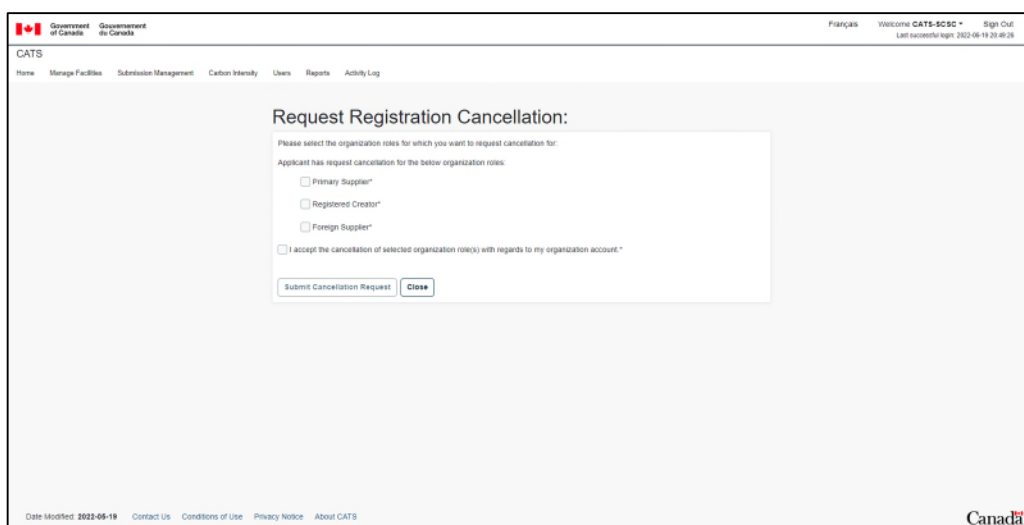 Government of Canada
Gouvernement du Canada
Français Welcome CATS-SCSC Sign Out
Last successful login: 2022-06-19 20:49:26
CATS
Home Manage Facilities Submission Management Carbon Intensity Users Reports Activity Log
Request Registration Cancellation:
Please select the organization roles for which you want to request cancellation for:
Applicant has request cancellation for the below organization roles:
Primary Supplier*
Registered Creator*
Foreign Supplier*
I accept the cancellation of selected organization role(s) with regards to my organization account.*
Submit Cancellation Request Close
Date Modified: 2022-05-19 Contact Us Conditions of Use Privacy Notice About CATS
Canada